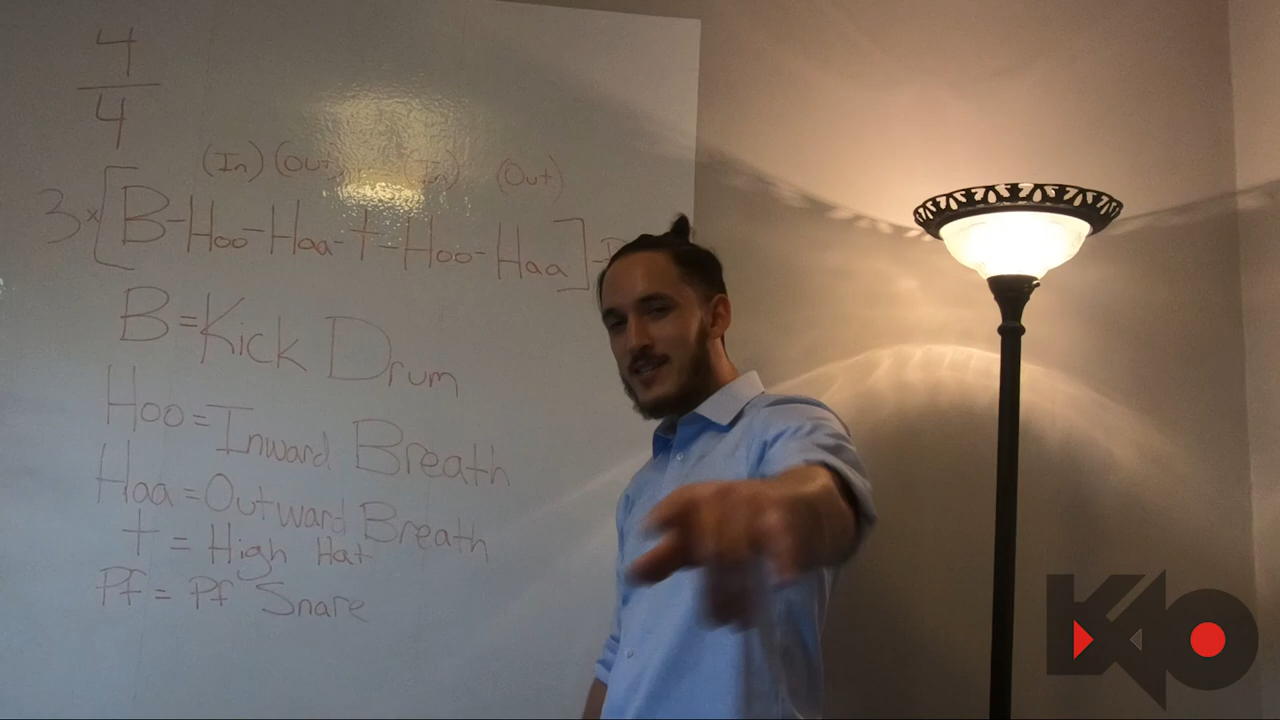 4
4
(In) (Out) (In) (Out)
3x[B-Hoo-Haa-t-Hoo-Haa]-
B=Kick Drum
Hoo=Inward Breath
Haa=Outward Breath
t = High Hat
Pf = Pf Snare